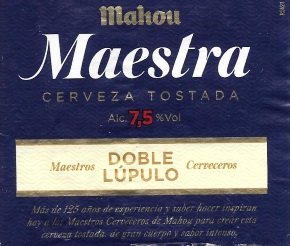 Mahou
Maestra
CERVEZA TOSTADA
Alc. 7,5 %Vol
Maestros DOBLE LÚPULO Cerveceros
Más de 125 años de experiencia y saber hacer inspiran
hoy a los Maestros Cerveceros de Mahou para crear esta
cerveza tostada, de gran cuerpo y sabor intenso.